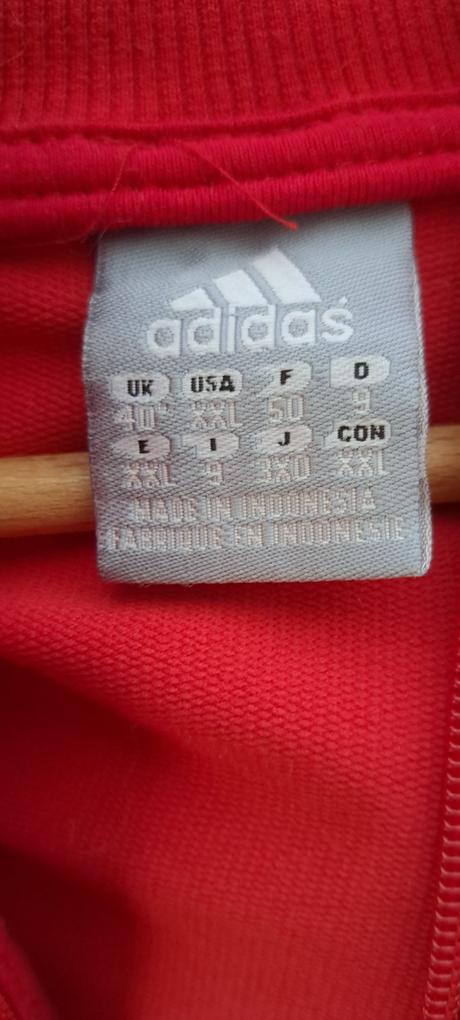 adidas
UK USA F D
40" XXL 50 9
E I J CON
XXL 9 3XO XXL
MADE IN INDONESIA
FABRIQUE EN INDONESIE